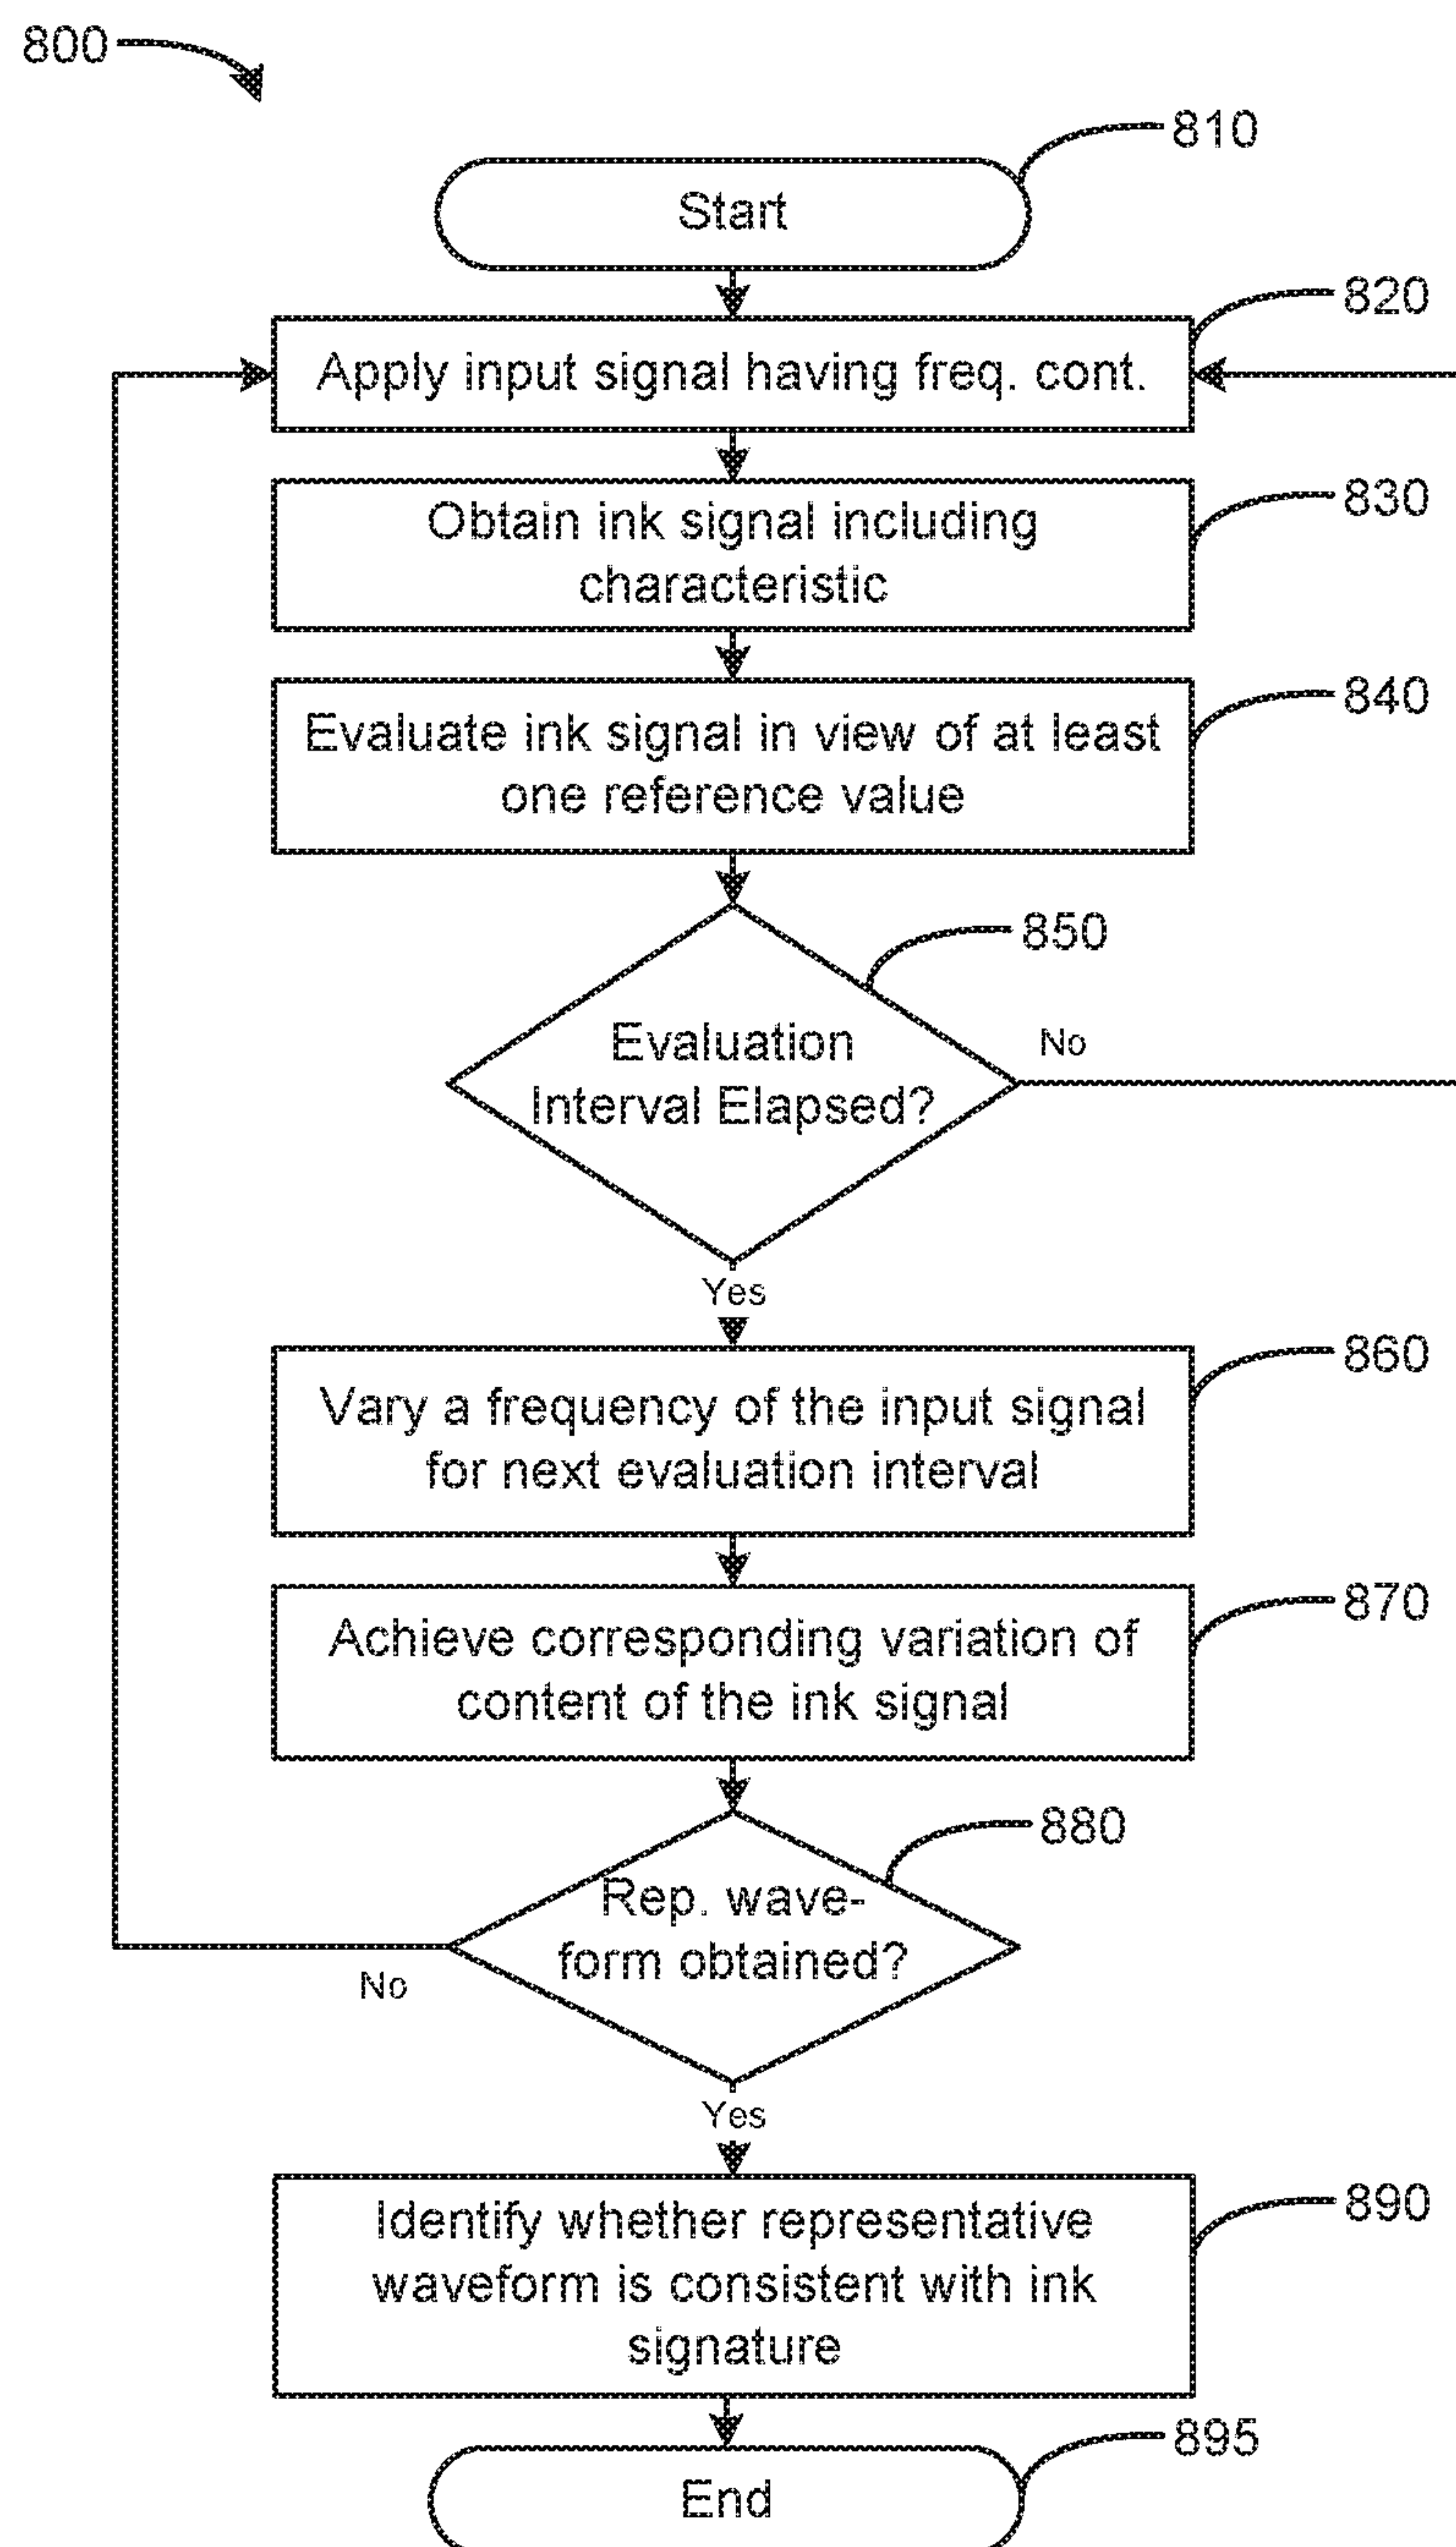 800
810
Start
820
Apply input signal having freq. cont.
830
Obtain ink signal including
characteristic
840
Evaluate ink signal in view of at least
one reference value
850
Evaluation
Interval Elapsed?
No
Yes
860
Vary a frequency of the input signal
for next evaluation interval
870
Achieve corresponding variation of
content of the ink signal
880
Rep. wave-
form obtained?
No
Yes
890
Identify whether representative
waveform is consistent with ink
signature
895
End